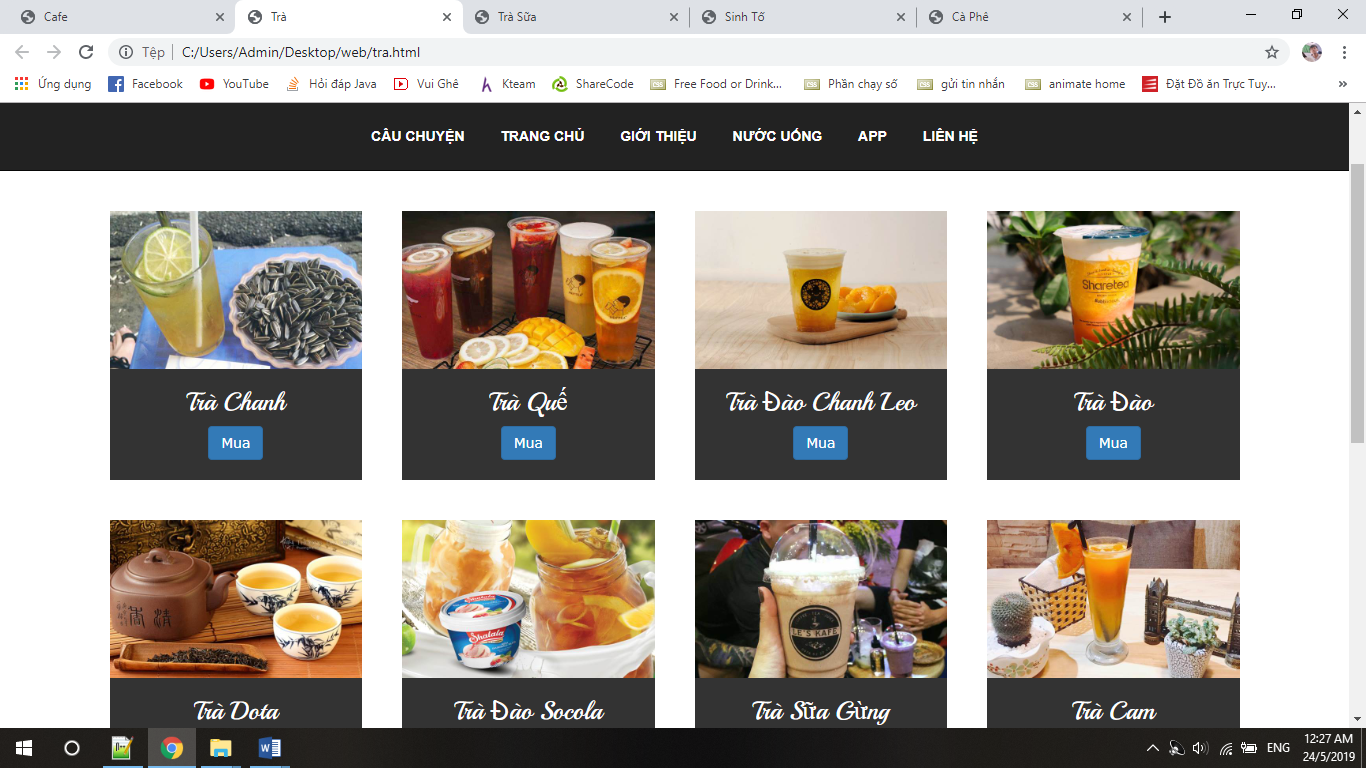 Cafe
Trà
Trà Sữa
Sinh Tố
Cà Phê
Tệp
C:/Users/Admin/Desktop/web/tra.html
Ứng dụng
Facebook
YouTube
Hỏi đáp Java
Vui Ghê
Kteam
ShareCode
Free Food or Drink...
Phần chạy số
gửi tin nhắn
animate home
Đặt Đồ ăn Trực Tuy...
CÂU CHUYỆN
TRANG CHỦ
GIỚI THIỆU
NƯỚC UỐNG
APP
LIÊN HỆ
Sharetea
Trà Chanh
Trà Quế
Trà Đào Chanh Leo
Trà Đào
Mua
Mua
Mua
Mua
Shalala
LE'S KAFE
Trà Dota
Trà Đào Socola
Trà Sữa Gừng
Trà Cam
ENG
12:27 AM
24/5/2019